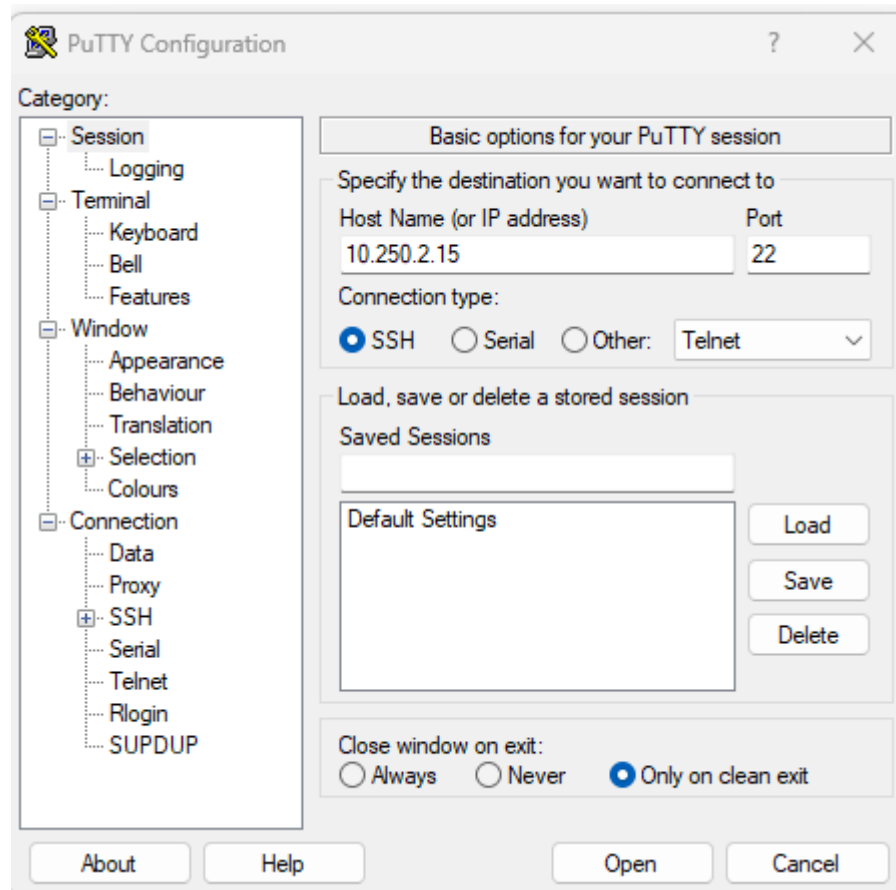 PuTTY Configuration
?
Category:
Session
Logging
Terminal
Keyboard
Bell
Features
Window
Appearance
Behaviour
Translation
Selection
Colours
Connection
Data
Proxy
SSH
Serial
Telnet
Rlogin
SUPDUP
Basic options for your PuTTY session
Specify the destination you want to connect to
Host Name (or IP address) Port
10.250.2.15 22
Connection type:
SSH Serial Other: Telnet
Load, save or delete a stored session
Saved Sessions
Default Settings
Load
Save
Delete
Close window on exit:
Always Never Only on clean exit
About Help Open Cancel